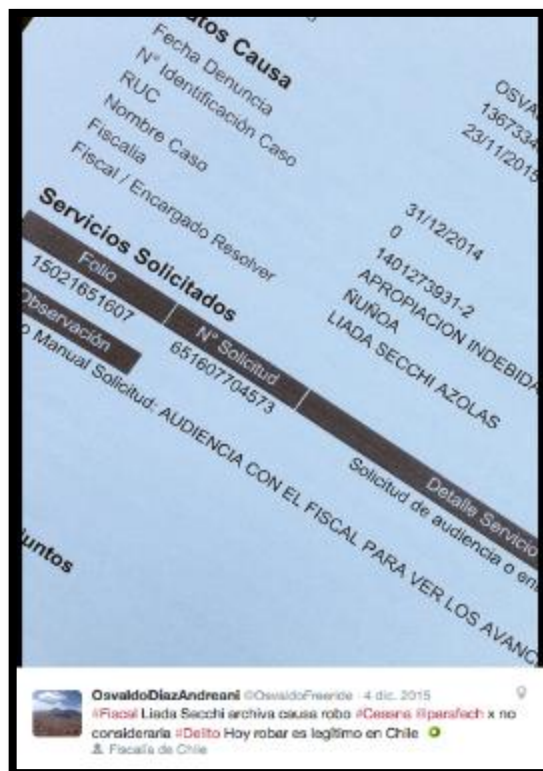 atos Causa
Fecha Denuncia
N° Identificación Caso
RUC
Nombre Caso
Fiscalía
Fiscal / Encargado Resolver
OSVA
1367334
23/11/2015
31/12/2014
0
1401273931-2
APROPIACION INDEBIDA
ÑUÑOA
LIADA SECCHI AZOLAS
Servicios Solicitados
Folio N° Solicitud Detalle Servicio
15021651607 651607704573 Solicitud de audiencia o en
Observación
o Manual Solicitud: AUDIENCIA CON EL FISCAL PARA VER LOS AVANC
juntos
OsvaldoDiazAndreani @OsvaldoFreeride · 4 dic. 2015
#Fiscal Liada Secchi archiva causa robo #Cessna @parafach x no
considerarla #Delito Hoy robar es legítimo en Chile
Fiscalía de Chile